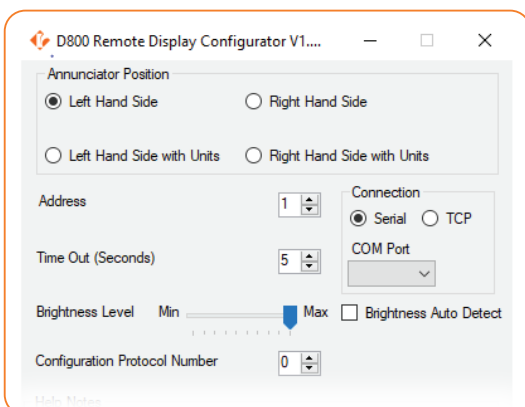 D800 Remote Display Configurator V1....
Annunciator Position
Left Hand Side
Right Hand Side
Left Hand Side with Units
Right Hand Side with Units
Address
1
Connection
Serial
TCP
COM Port
Time Out (Seconds)
5
Brightness Level
Min
Max
Brightness Auto Detect
Configuration Protocol Number
0
Help Notes